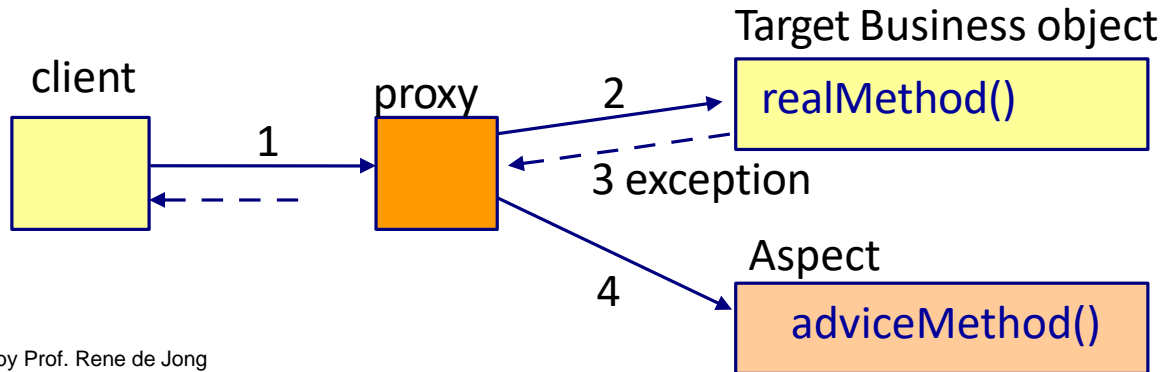 Target Business object
client
realMethod()
proxy
2
1
3 exception
Aspect
4
adviceMethod()
by Prof. Rene de Jong